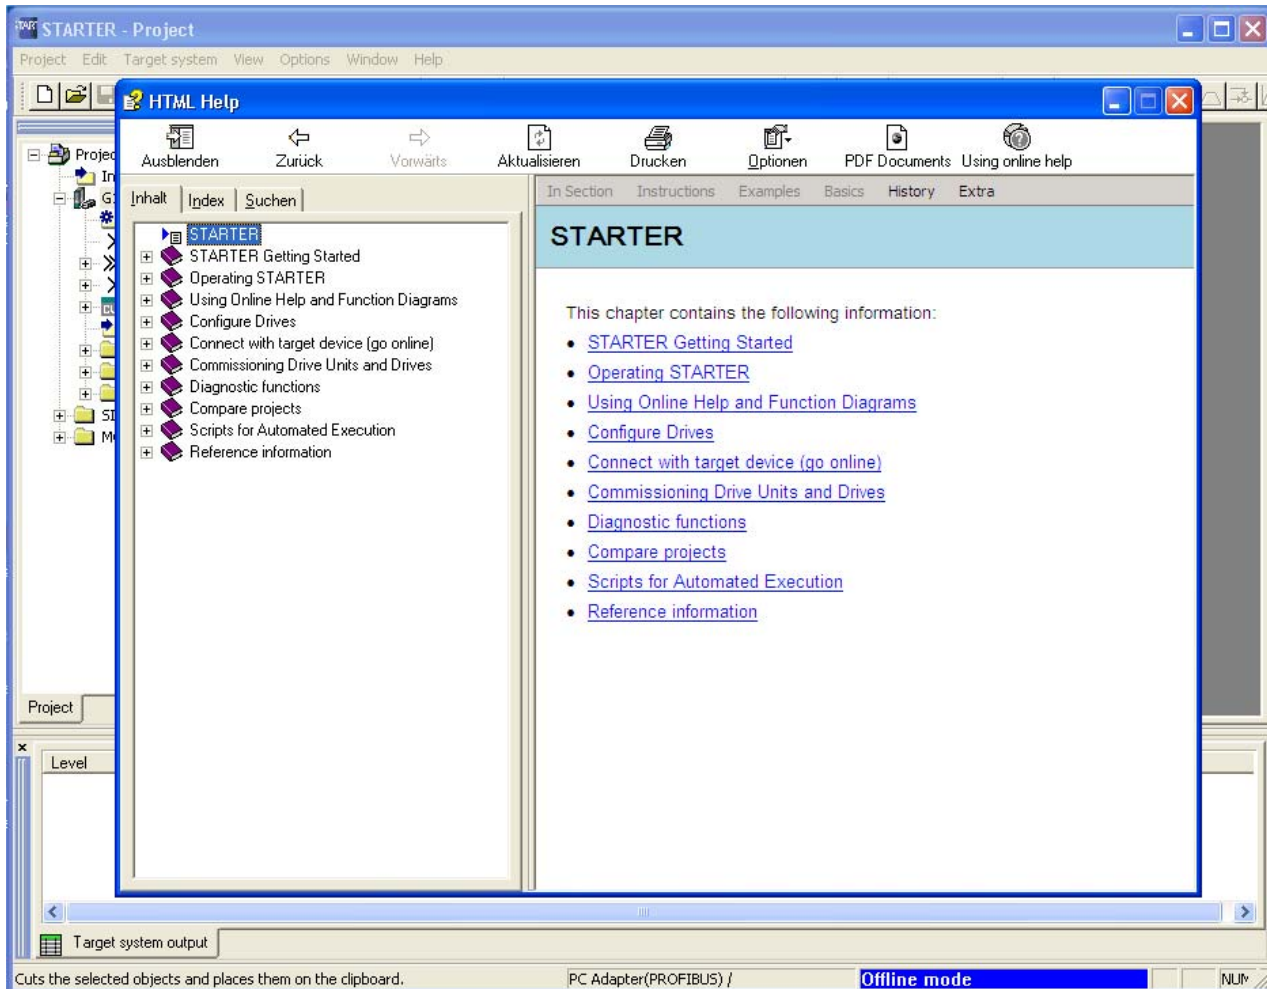 STARTER - Project
Project Edit Target system View Options Window Help
HTML Help
Ausblenden Zurück Vorwärts Aktualisieren Drucken Optionen PDF Documents Using online help
Inhalt Index Suchen
STARTER
STARTER Getting Started
Operating STARTER
Using Online Help and Function Diagrams
Configure Drives
Connect with target device (go online)
Commissioning Drive Units and Drives
Diagnostic functions
Compare projects
Scripts for Automated Execution
Reference information
In Section Instructions Examples Basics History Extra
STARTER
This chapter contains the following information:
• STARTER Getting Started
• Operating STARTER
• Using Online Help and Function Diagrams
• Configure Drives
• Connect with target device (go online)
• Commissioning Drive Units and Drives
• Diagnostic functions
• Compare projects
• Scripts for Automated Execution
• Reference information
Project
Level
Target system output
Cuts the selected objects and places them on the clipboard. PC Adapter(PROFIBUS) / Offline mode